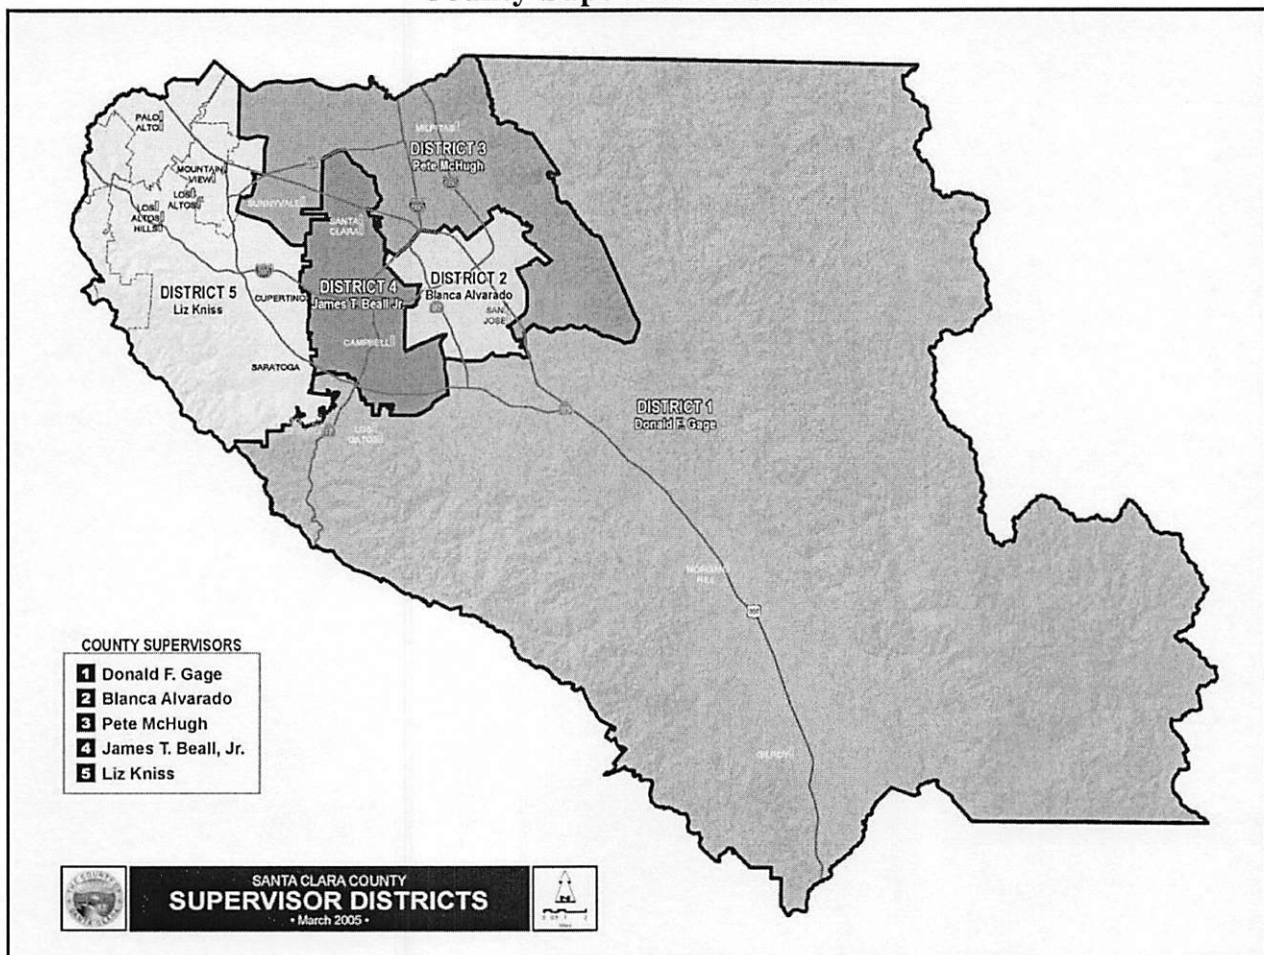 PALO
ALTO
MOUNTAIN
VIEW
LOS
ALTOS
LOS
ALTOS
HILLS
SUNNYVALE
SANTA
CLARA
MILPITAS
DISTRICT 3
Pete McHugh
DISTRICT 5
Liz Kniss
CUPERTINO
DISTRICT 4
James T. Beall Jr.
DISTRICT 2
Blanca Alvarado
SAN
JOSE
CAMPBELL
SARATOGA
LOS
GATOS
DISTRICT 1
Donald F. Gage
MORGAN
HILL
GILROY
COUNTY SUPERVISORS
1 Donald F. Gage
2 Blanca Alvarado
3 Pete McHugh
4 James T. Beall, Jr.
5 Liz Kniss
SANTA CLARA COUNTY
SUPERVISOR DISTRICTS
• March 2005 •